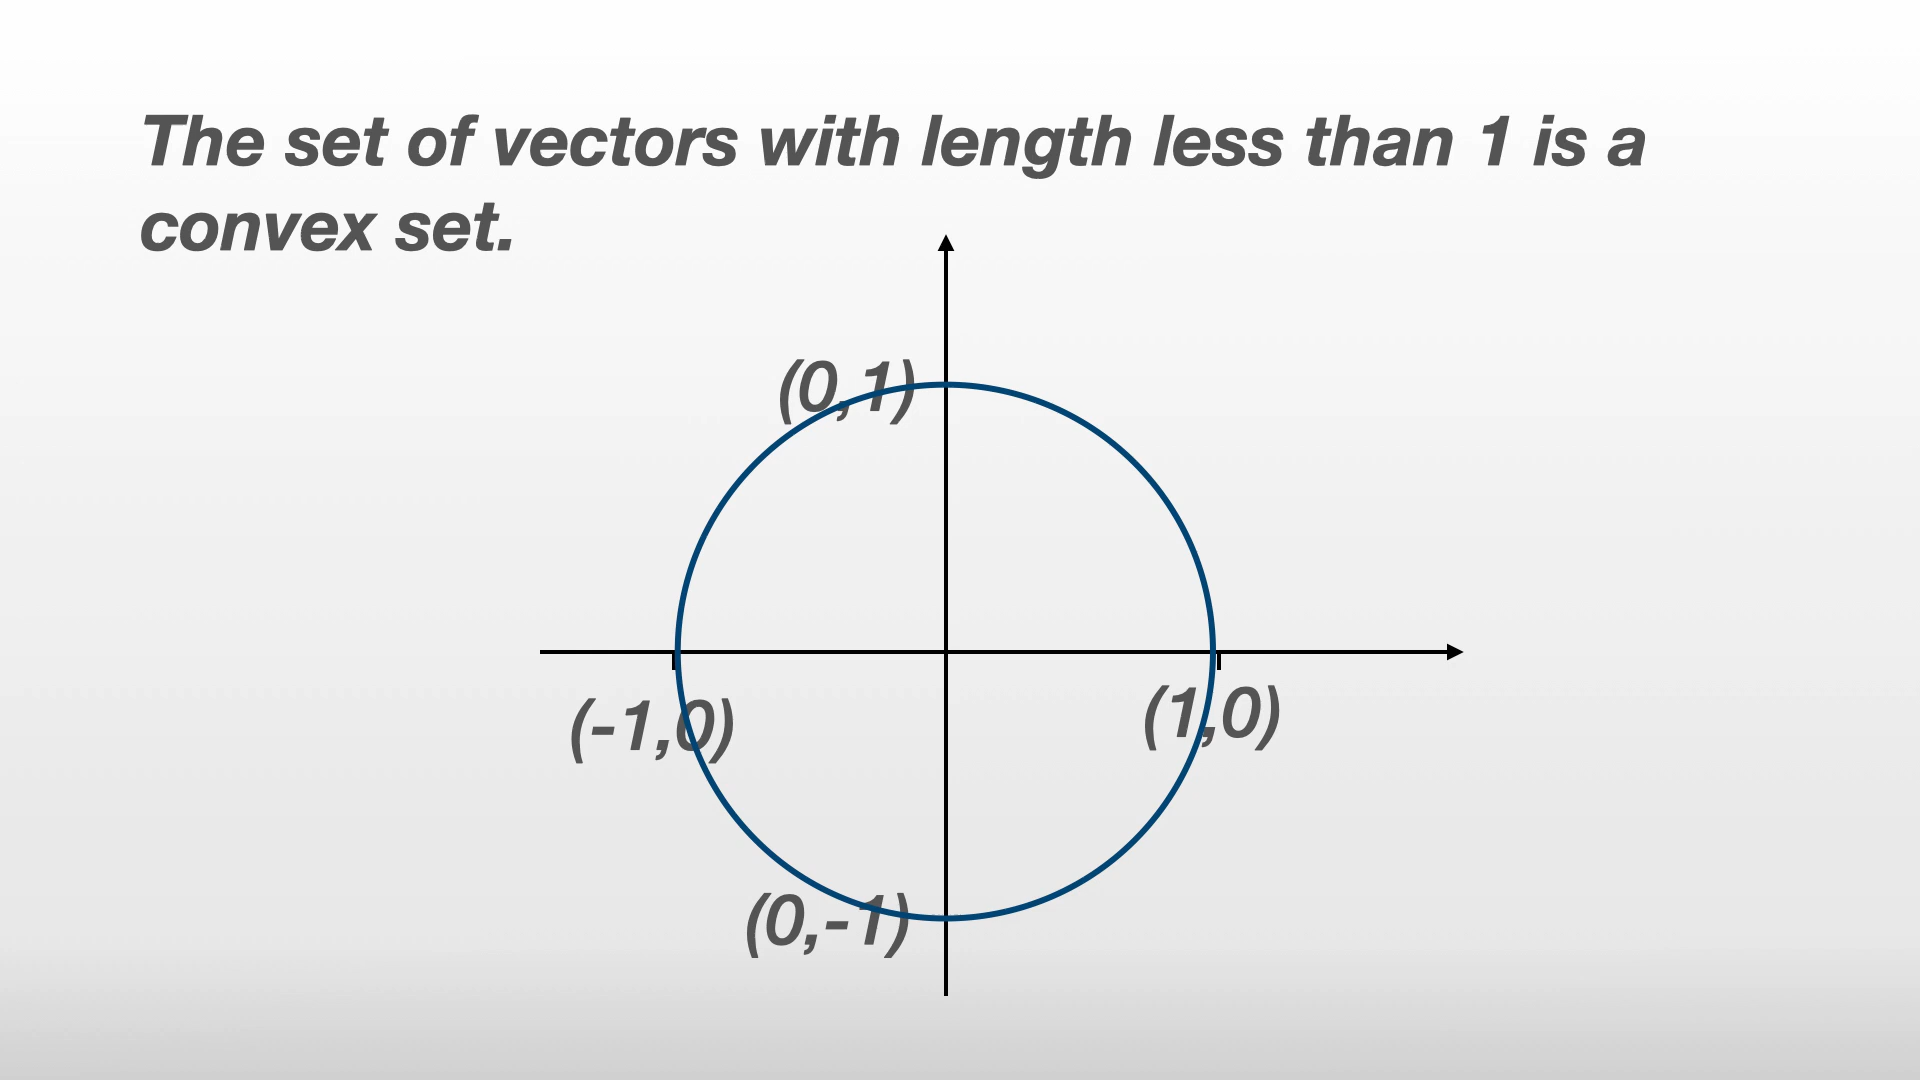 The set of vectors with length less than 1 is a
convex set.
(0,1)
(-1,0)
(1,0)
(0,-1)